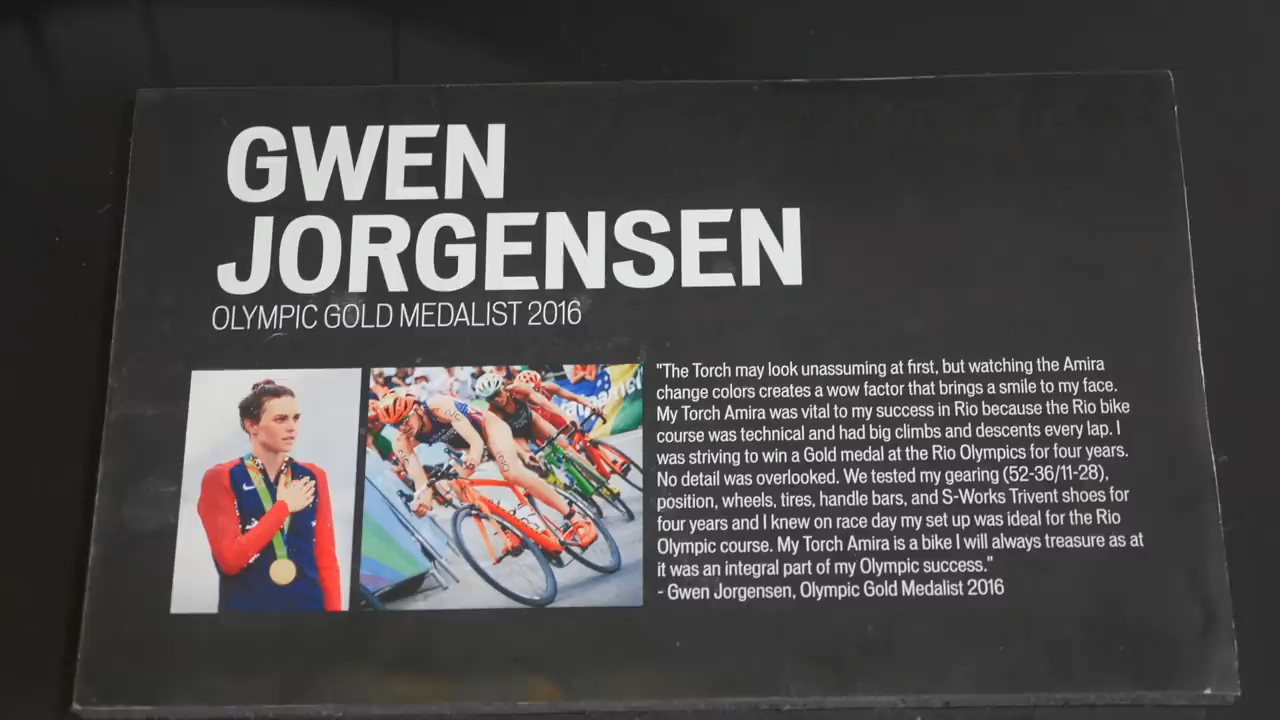 GWEN
JORGENSEN
OLYMPIC GOLD MEDALIST 2016
"The Torch may look unassuming at first, but watching the Amira
change colors creates a wow factor that brings a smile to my face.
My Torch Amira was vital to my success in Rio because the Rio bike
course was technical and had big climbs and descents every lap. I
was striving to win a Gold medal at the Rio Olympics for four years.
No detail was overlooked. We tested my gearing (52-36/11-28),
position, wheels, tires, handle bars, and S-Works Trivent shoes for
four years and I knew on race day my set up was ideal for the Rio
Olympic course. My Torch Amira is a bike I will always treasure as at
it was an integral part of my Olympic success."
- Gwen Jorgensen, Olympic Gold Medalist 2016